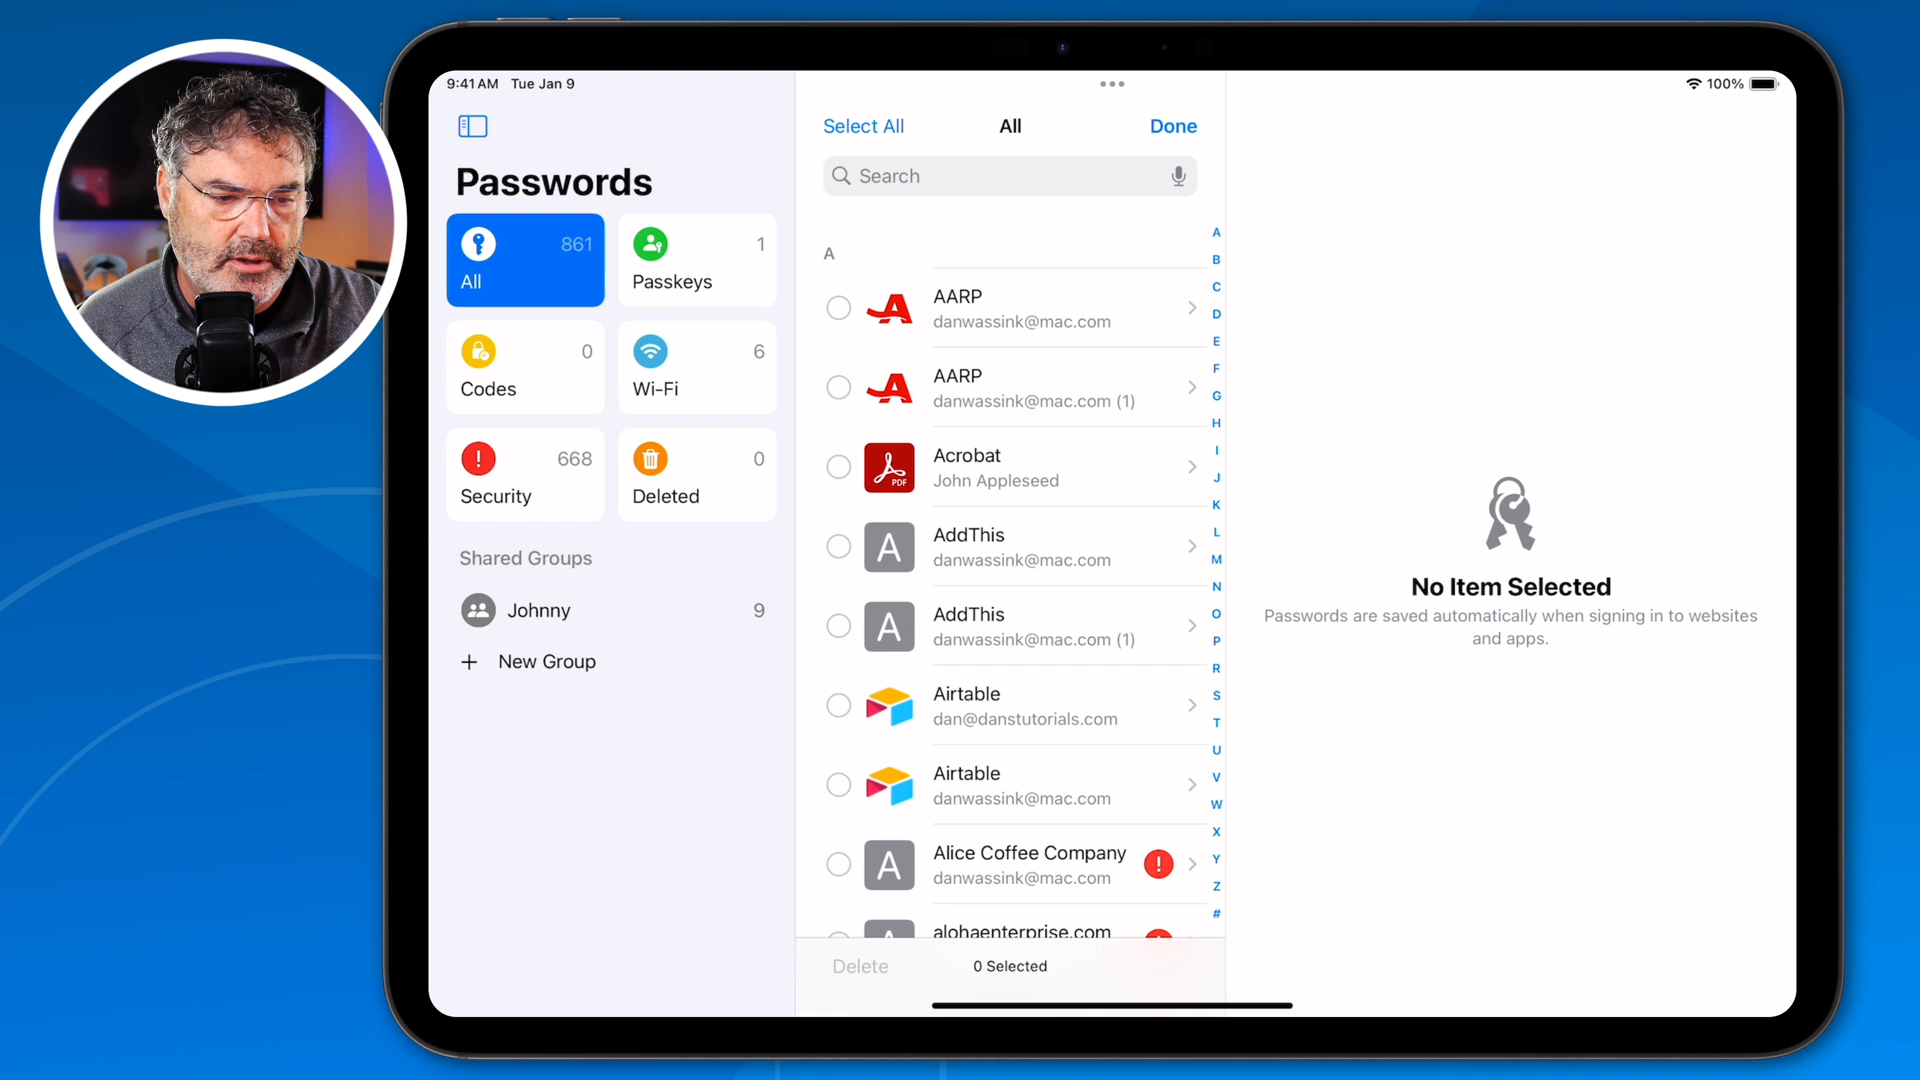 9:41 AM Tue Jan 9
100%
Passwords
861
All
1
Passkeys
0
Codes
6
Wi-Fi
668
Security
0
Deleted
Shared Groups
Johnny 9
+ New Group
Select All All Done
Search
A
AARP
danwassink@mac.com
AARP
danwassink@mac.com (1)
Acrobat
John Appleseed
PDF
A
AddThis
danwassink@mac.com
A
AddThis
danwassink@mac.com (1)
Airtable
dan@danstutorials.com
Airtable
danwassink@mac.com
A
Alice Coffee Company
danwassink@mac.com
!
alohaenterprise.com
Delete 0 Selected
A
B
C
D
E
F
G
H
I
J
K
L
M
N
O
P
R
S
T
U
V
W
X
Y
Z
#
No Item Selected
Passwords are saved automatically when signing in to websites
and apps.